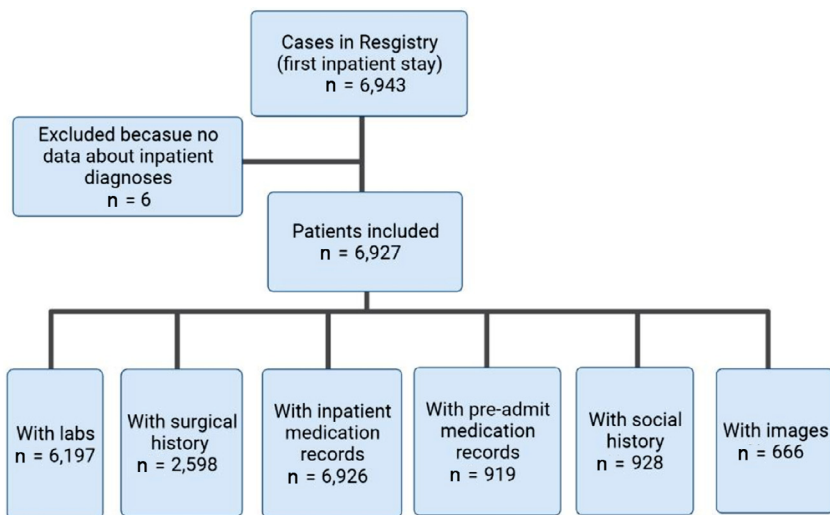 Cases in Resgistry
(first inpatient stay)
n = 6,943
Excluded becasue no
data about inpatient
diagnoses
n = 6
Patients included
n = 6,927
With labs
n = 6,197
With surgical
history
n = 2,598
With inpatient
medication
records
n = 6,926
With pre-admit
medication
records
n = 919
With social
history
n = 928
With images
n = 666